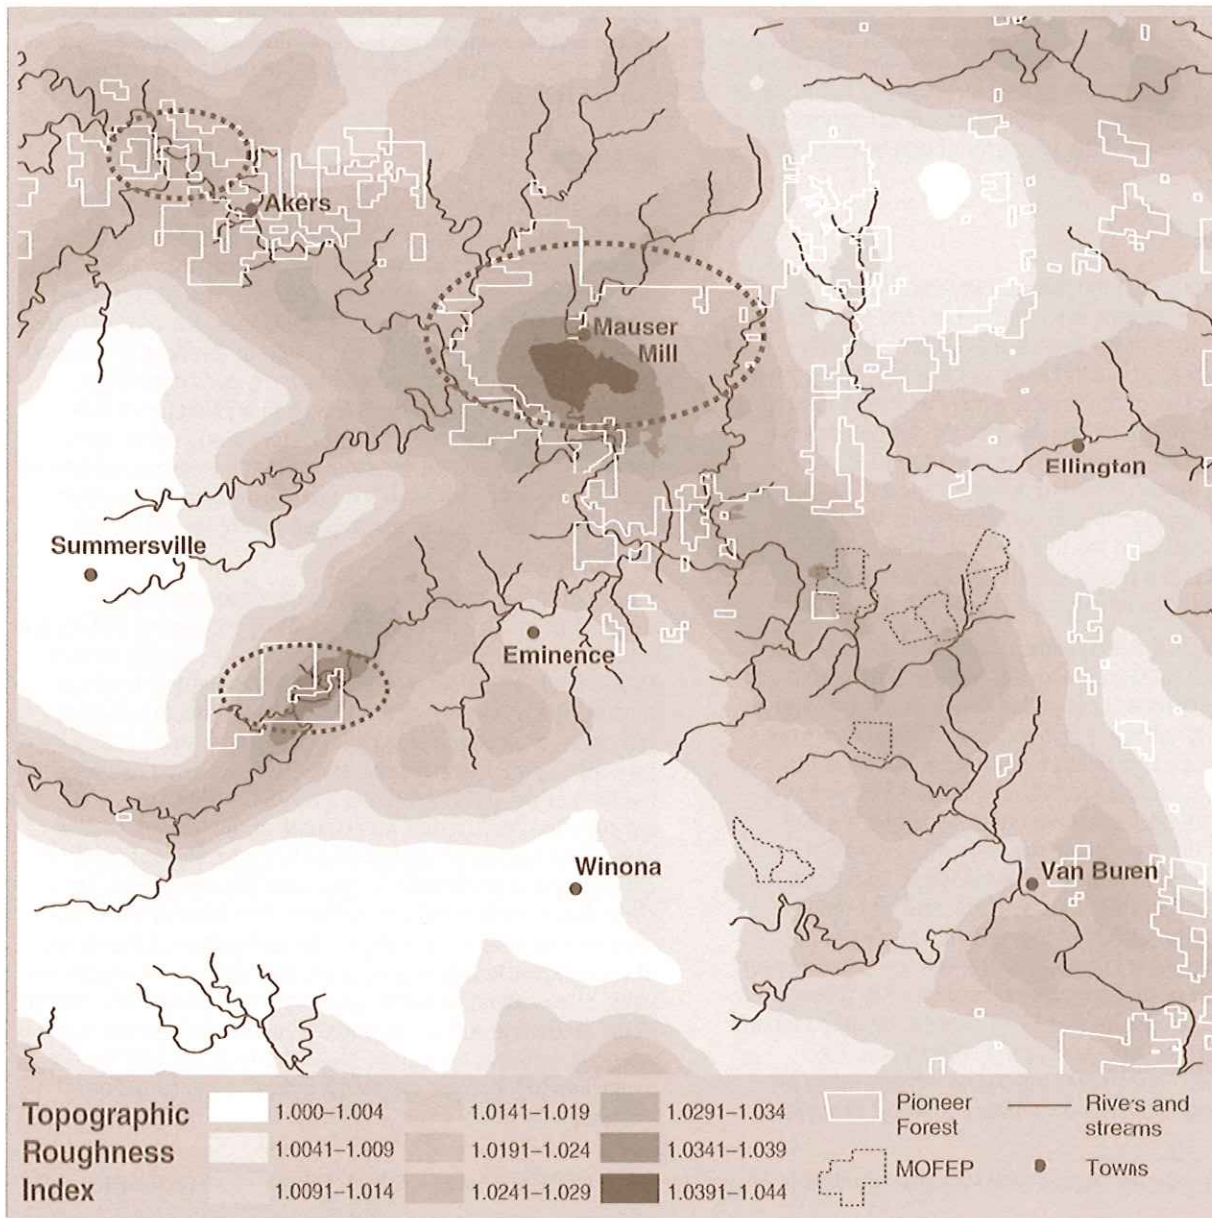 Akers
Mauser
Mill
Ellington
Summersville
Eminence
Winona
Van Buren
Topographic
Roughness
Index
1.000–1.004
1.0041–1.009
1.0091–1.014
1.0141–1.019
1.0191–1.024
1.0241–1.029
1.0291–1.034
1.0341–1.039
1.0391–1.044
Pioneer
Forest
MOFEP
Rivers and
streams
Towns